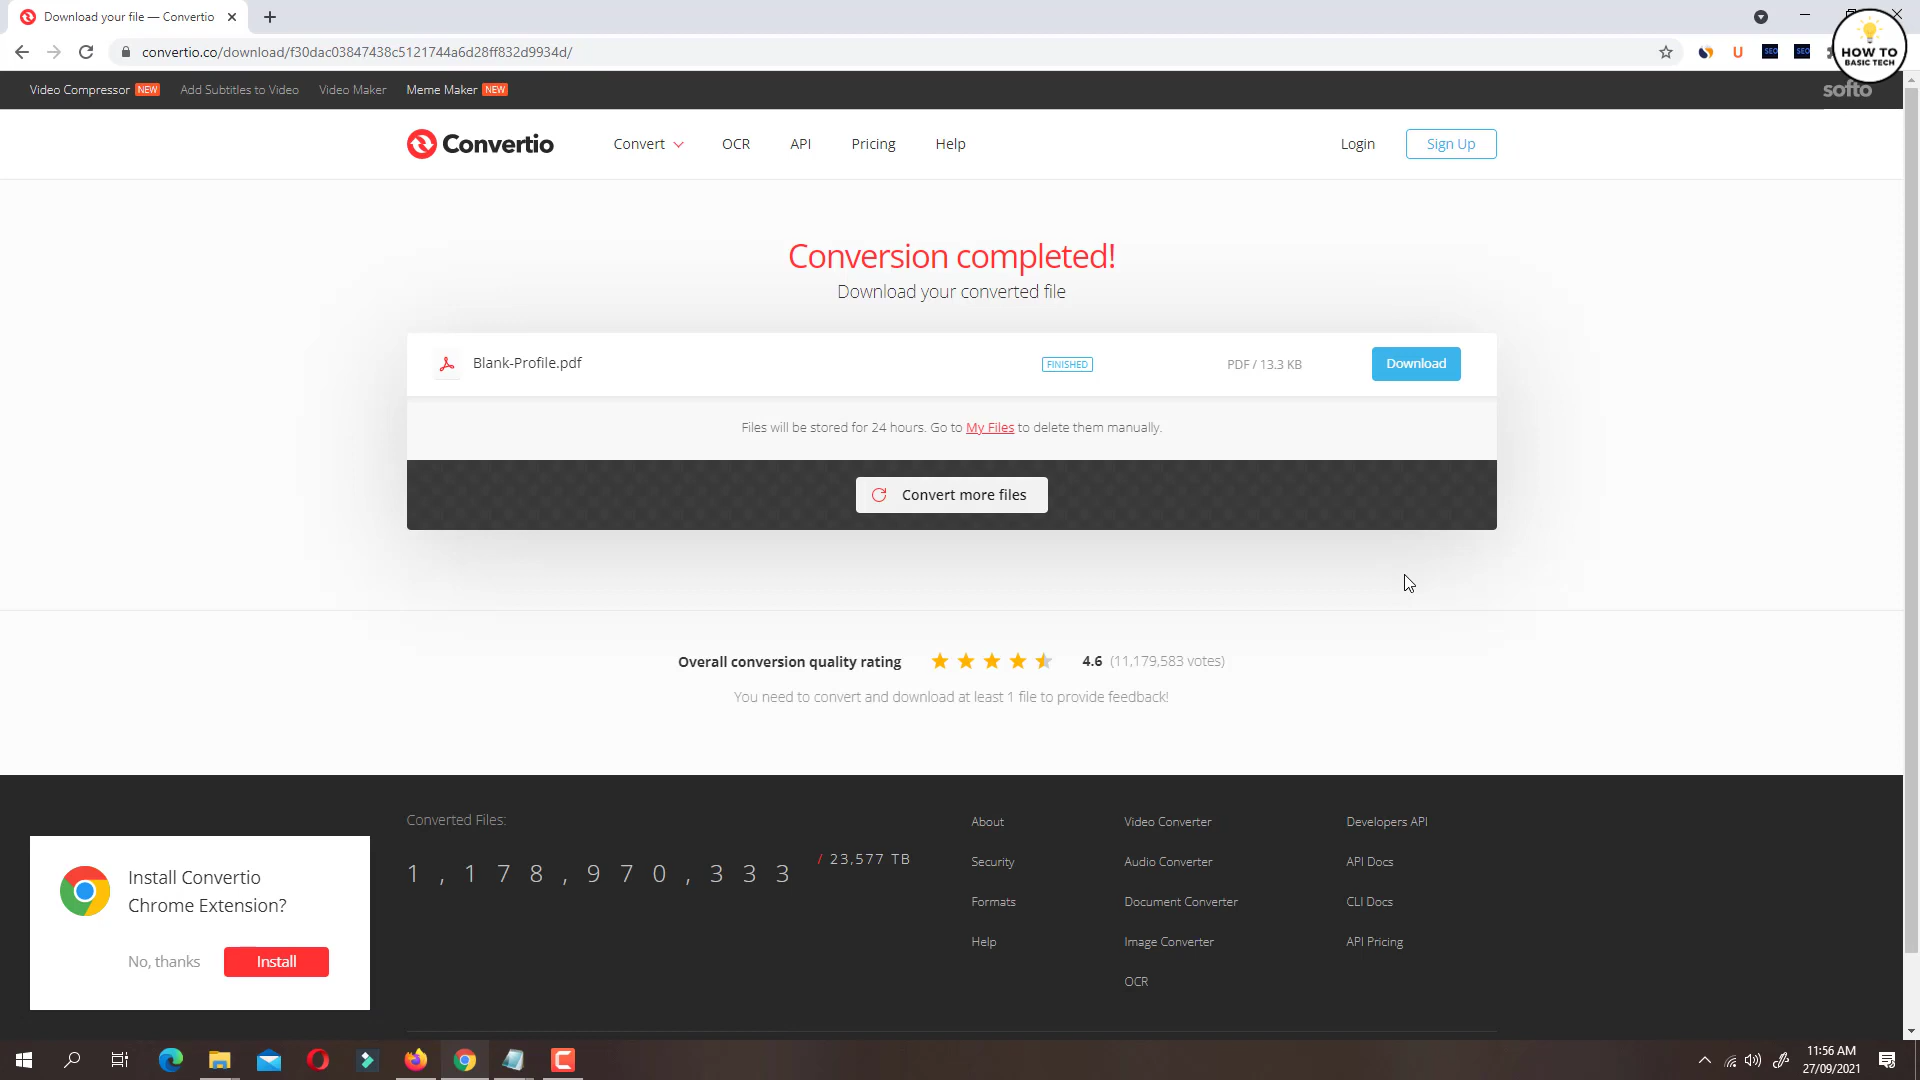 Download your file — Convertio
convertio.co/download/f30dac03847438c5121744a6d28ff832d9934d/
U
SEO
SEO
HOW TO
BASIC TECH
Video Compressor NEW Add Subtitles to Video Video Maker Meme Maker NEW
softo
Convertio Convert OCR API Pricing Help Login Sign Up
Conversion completed!
Download your converted file
Blank-Profile.pdf FINISHED PDF / 13.3 KB Download
Files will be stored for 24 hours. Go to My Files to delete them manually.
Convert more files
Overall conversion quality rating 4.6 (11,179,583 votes)
You need to convert and download at least 1 file to provide feedback!
Converted Files:
1,178,970,333 / 23,577 TB
About
Security
Formats
Help
Video Converter
Audio Converter
Document Converter
Image Converter
OCR
Developers API
API Docs
CLI Docs
API Pricing
Install Convertio
Chrome Extension?
No, thanks Install
11:56 AM
27/09/2021